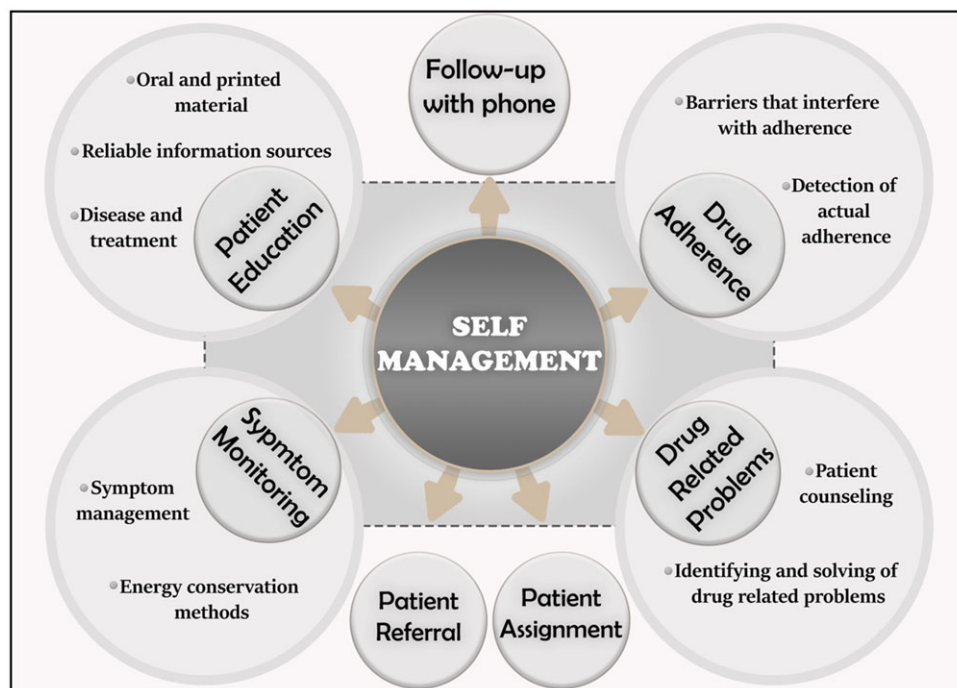 • Oral and printed
material
• Reliable information sources
• Disease and
treatment
Patient
Education
Follow-up
with phone
• Barriers that interfere
with adherence
• Detection of
actual
adherence
Drug
Adherence
SELF
MANAGEMENT
Sypmtom
Monitoring
• Symptom
management
• Energy conservation
methods
Patient
Referral
Patient
Assignment
Drug
Related
Problems
• Patient
counseling
• Identifying and solving of
drug related problems